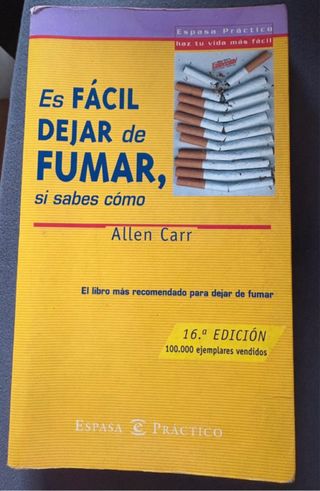 Espasa Práctico
haz tu vida más fácil
Es FÁCIL
DEJAR de
FUMAR,
si sabes cómo
Allen Carr
El libro más recomendado para dejar de fumar
16.ª EDICIÓN
100.000 ejemplares vendidos
ESPASA PRÁCTICO